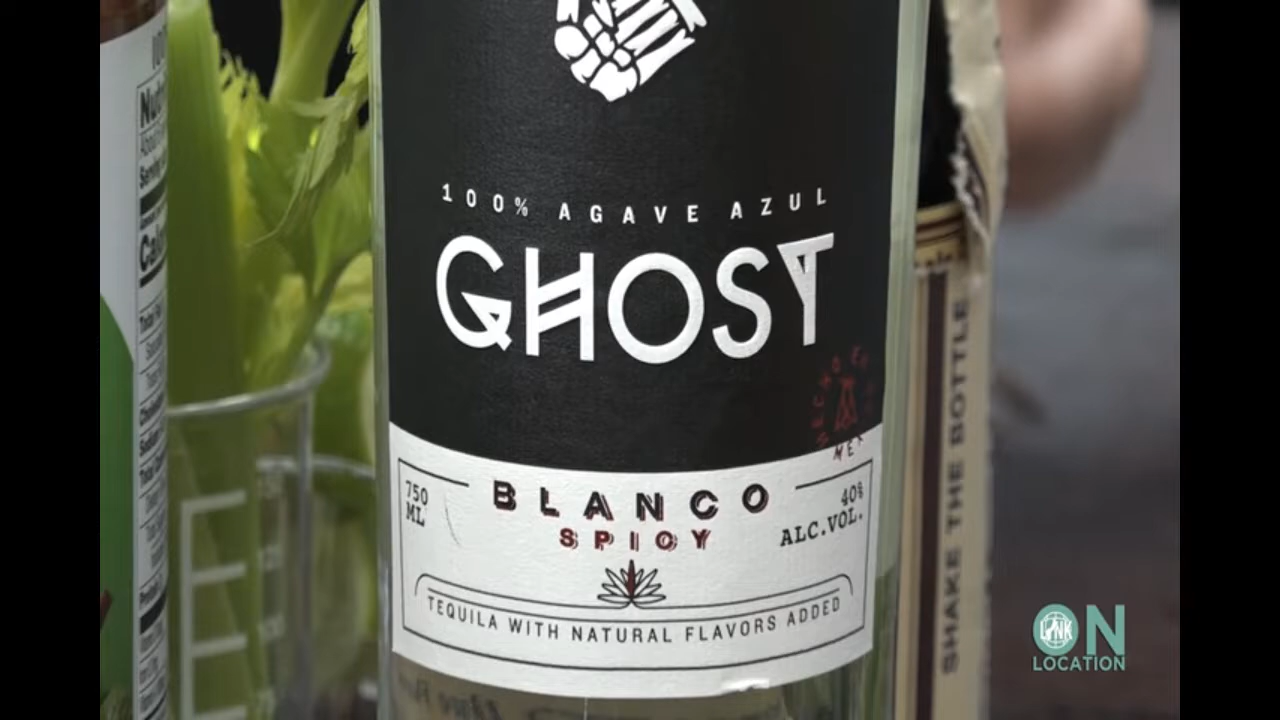 100% AGAVE AZUL
GHOST
750
ML
BLANCO
SPICY
40%
ALC.VOL.
TEQUILA WITH NATURAL FLAVORS ADDED
SHAKE THE BOTTLE
ON
LINK
LOCATION